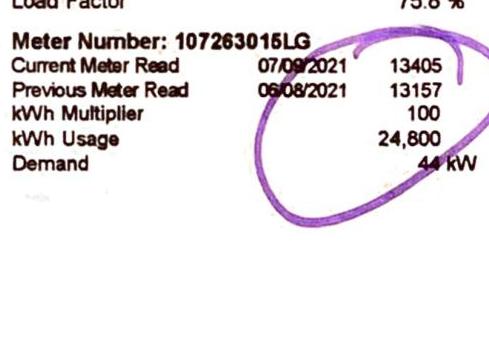 Load Factor 75.8 %
Meter Number: 107263015LG
Current Meter Read 07/09/2021 13405
Previous Meter Read 06/08/2021 13157
kWh Multiplier 100
kWh Usage 24,800
Demand 44 kW